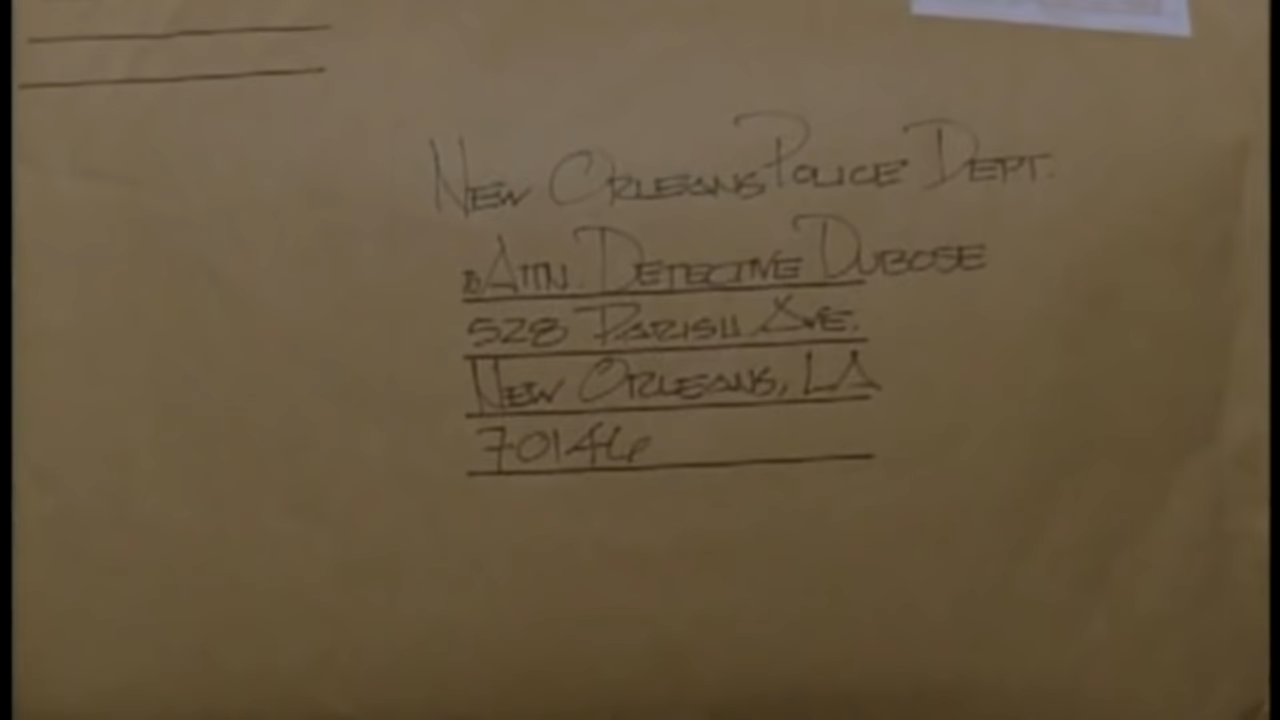 New Orleans Police Dept.
Attn. Detective Dubose
528 Parish Ave.
New Orleans, LA
70146